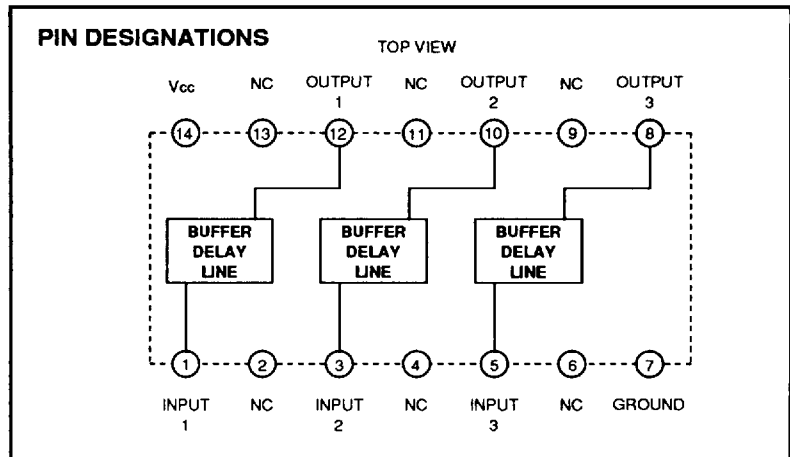 PIN DESIGNATIONS
TOP VIEW
Vcc NC OUTPUT NC OUTPUT NC OUTPUT
1 2 3
14 13 12 11 10 9 8
BUFFER BUFFER BUFFER
DELAY DELAY DELAY
LINE LINE LINE
1 2 3 4 5 6 7
INPUT NC INPUT NC INPUT NC GROUND
1 2 3